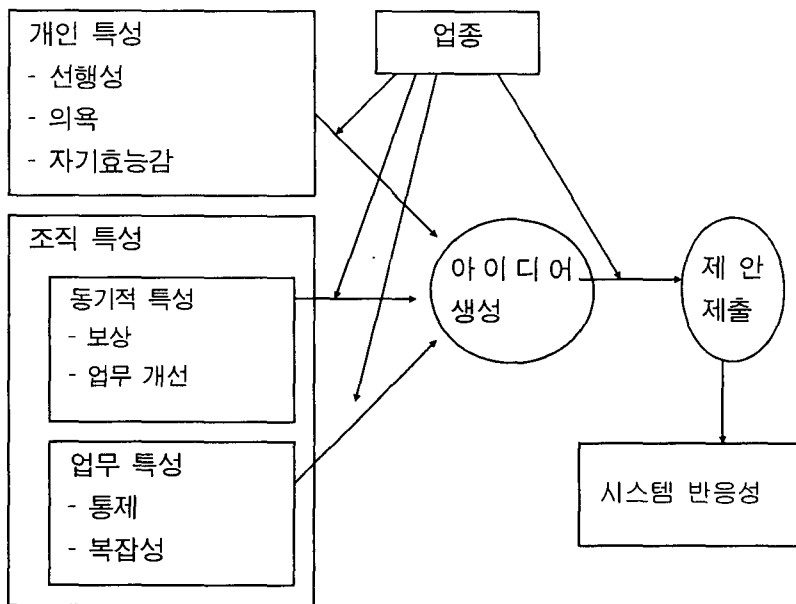 개인 특성
- 선행성
- 의욕
- 자기효능감
업종
조직 특성
동기적 특성
- 보상
- 업무 개선
업무 특성
- 통제
- 복잡성
아이디어
생성
제 안
제출
시스템 반응성